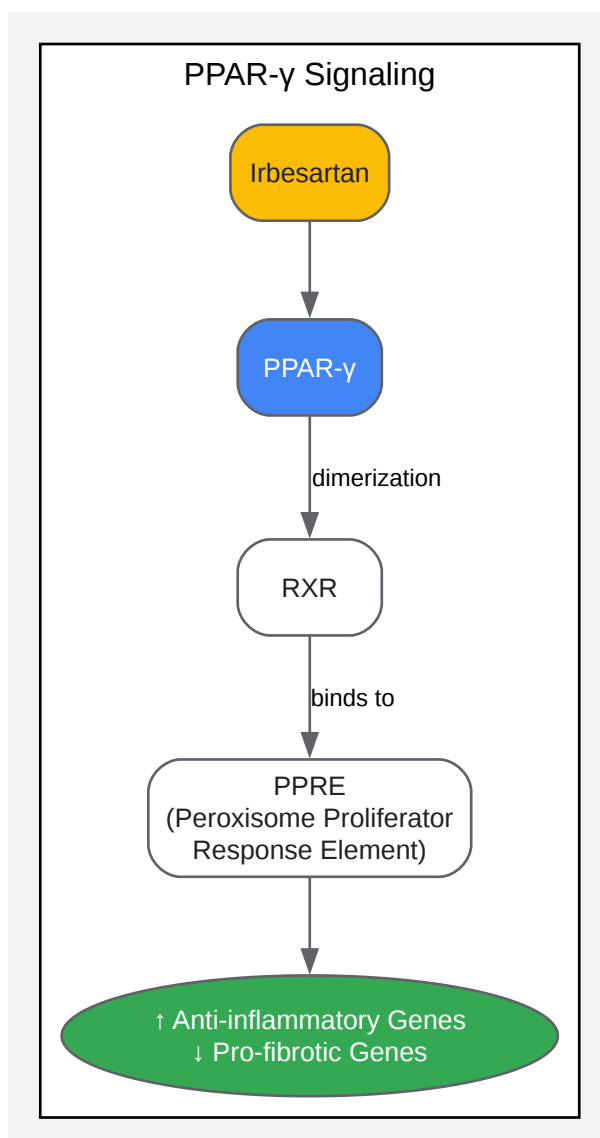 PPAR-γ Signaling
Irbesartan
PPAR-γ
dimerization
RXR
binds to
PPRE
(Peroxisome Proliferator
Response Element)
↑ Anti-inflammatory Genes
↓ Pro-fibrotic Genes